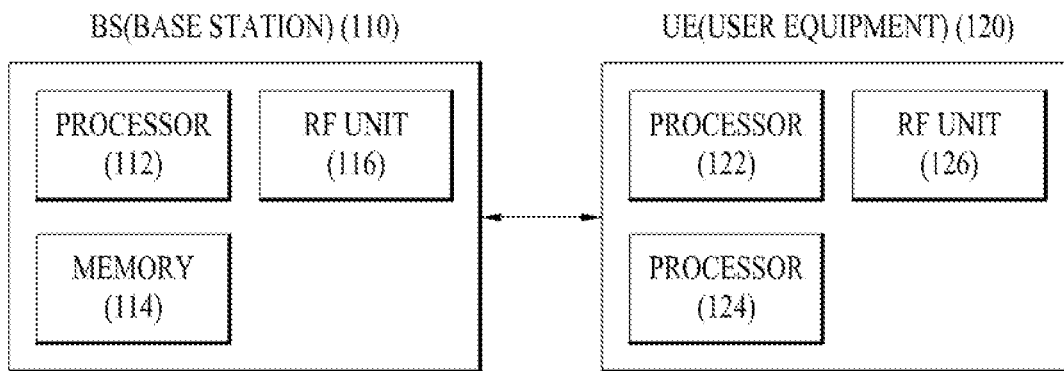 BS(BASE STATION) (110)
UE(USER EQUIPMENT) (120)
PROCESSOR
(112)
RF UNIT
(116)
MEMORY
(114)
PROCESSOR
(122)
RF UNIT
(126)
PROCESSOR
(124)